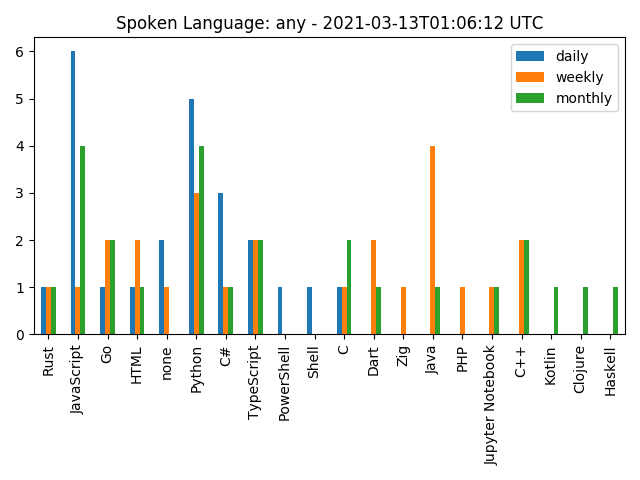 Spoken Language: any - 2021-03-13T01:06:12 UTC
daily
weekly
monthly
6
5
4
3
2
1
0
Rust
JavaScript
Go
HTML
none
Python
C#
TypeScript
PowerShell
Shell
C
Dart
Zig
Java
PHP
Jupyter Notebook
C++
Kotlin
Clojure
Haskell